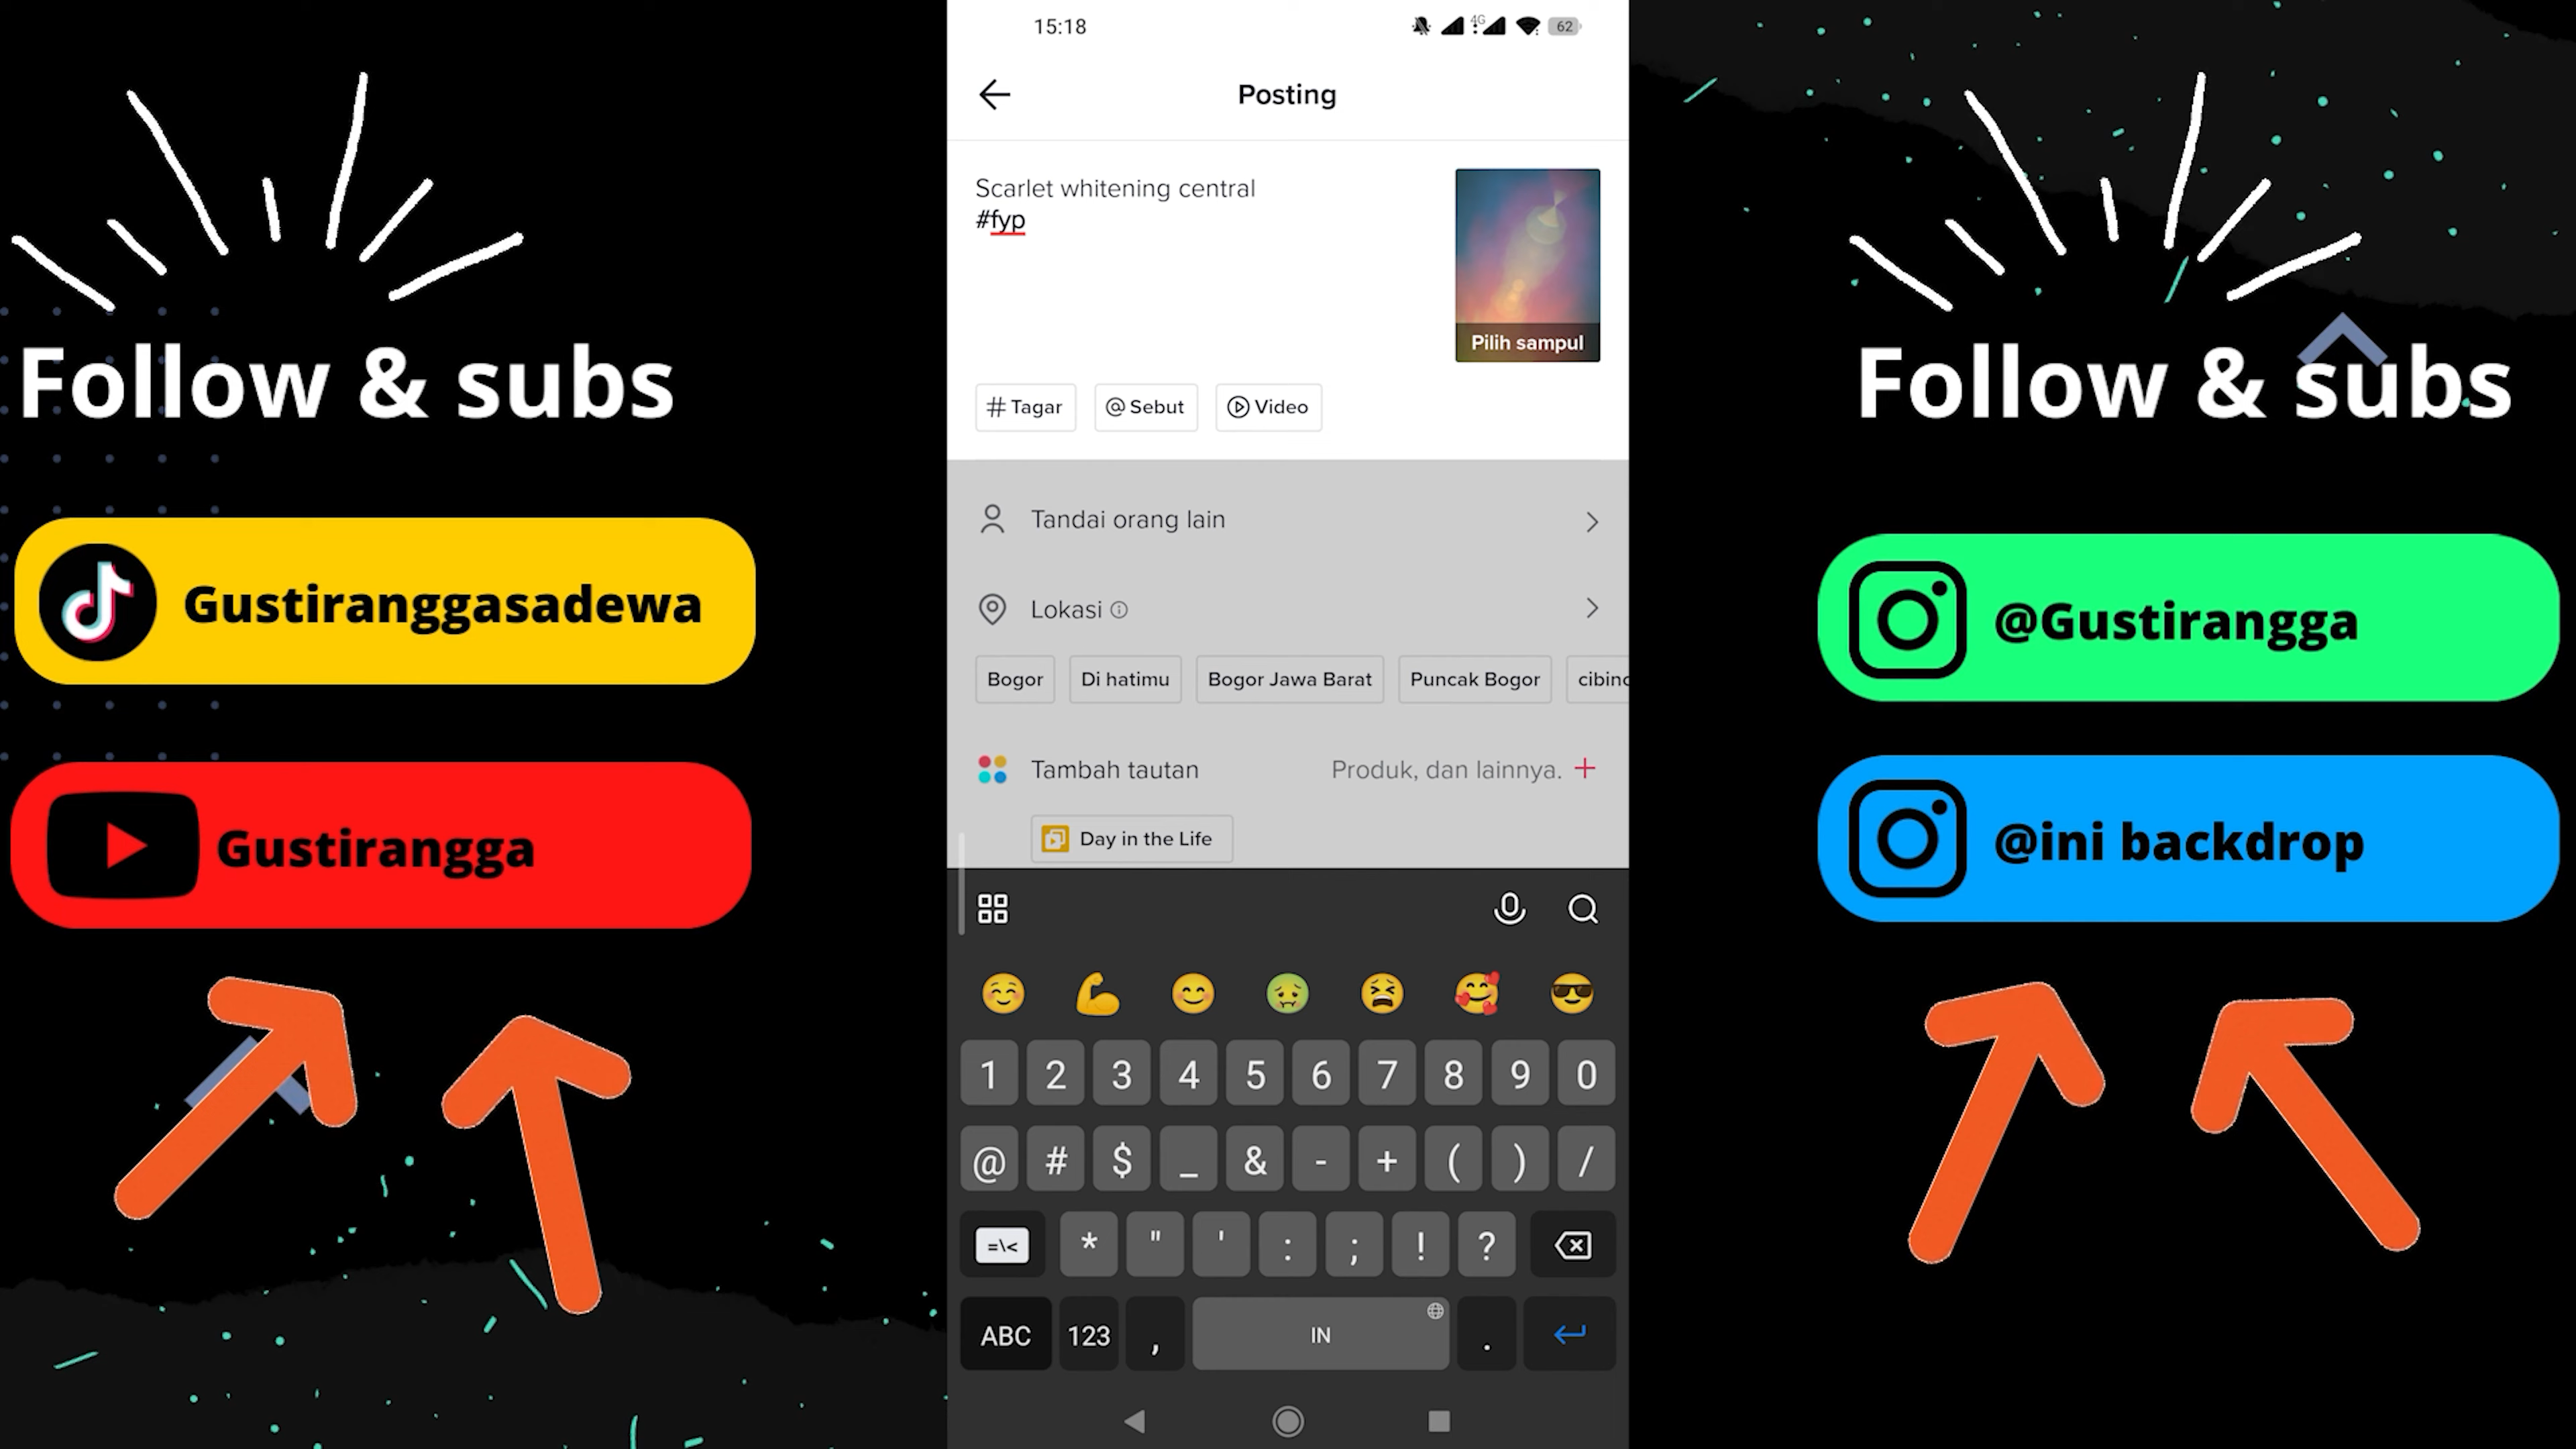 Follow & subs
Gustiranggasadewa
Gustirangga
15:18
4G
62
Posting
Scarlet whitening central
#fyp
Pilih sampul
# Tagar
@ Sebut
Video
Tandai orang lain
Lokasi
Bogor
Di hatimu
Bogor Jawa Barat
Puncak Bogor
cibinc
Tambah tautan
Produk, dan lainnya. +
Day in the Life
1 2 3 4 5 6 7 8 9 0
@ # $ _ & - + ( ) /
=\< * " ' : ; ! ?
ABC 123 , IN .
Follow & subs
@Gustirangga
@ini backdrop